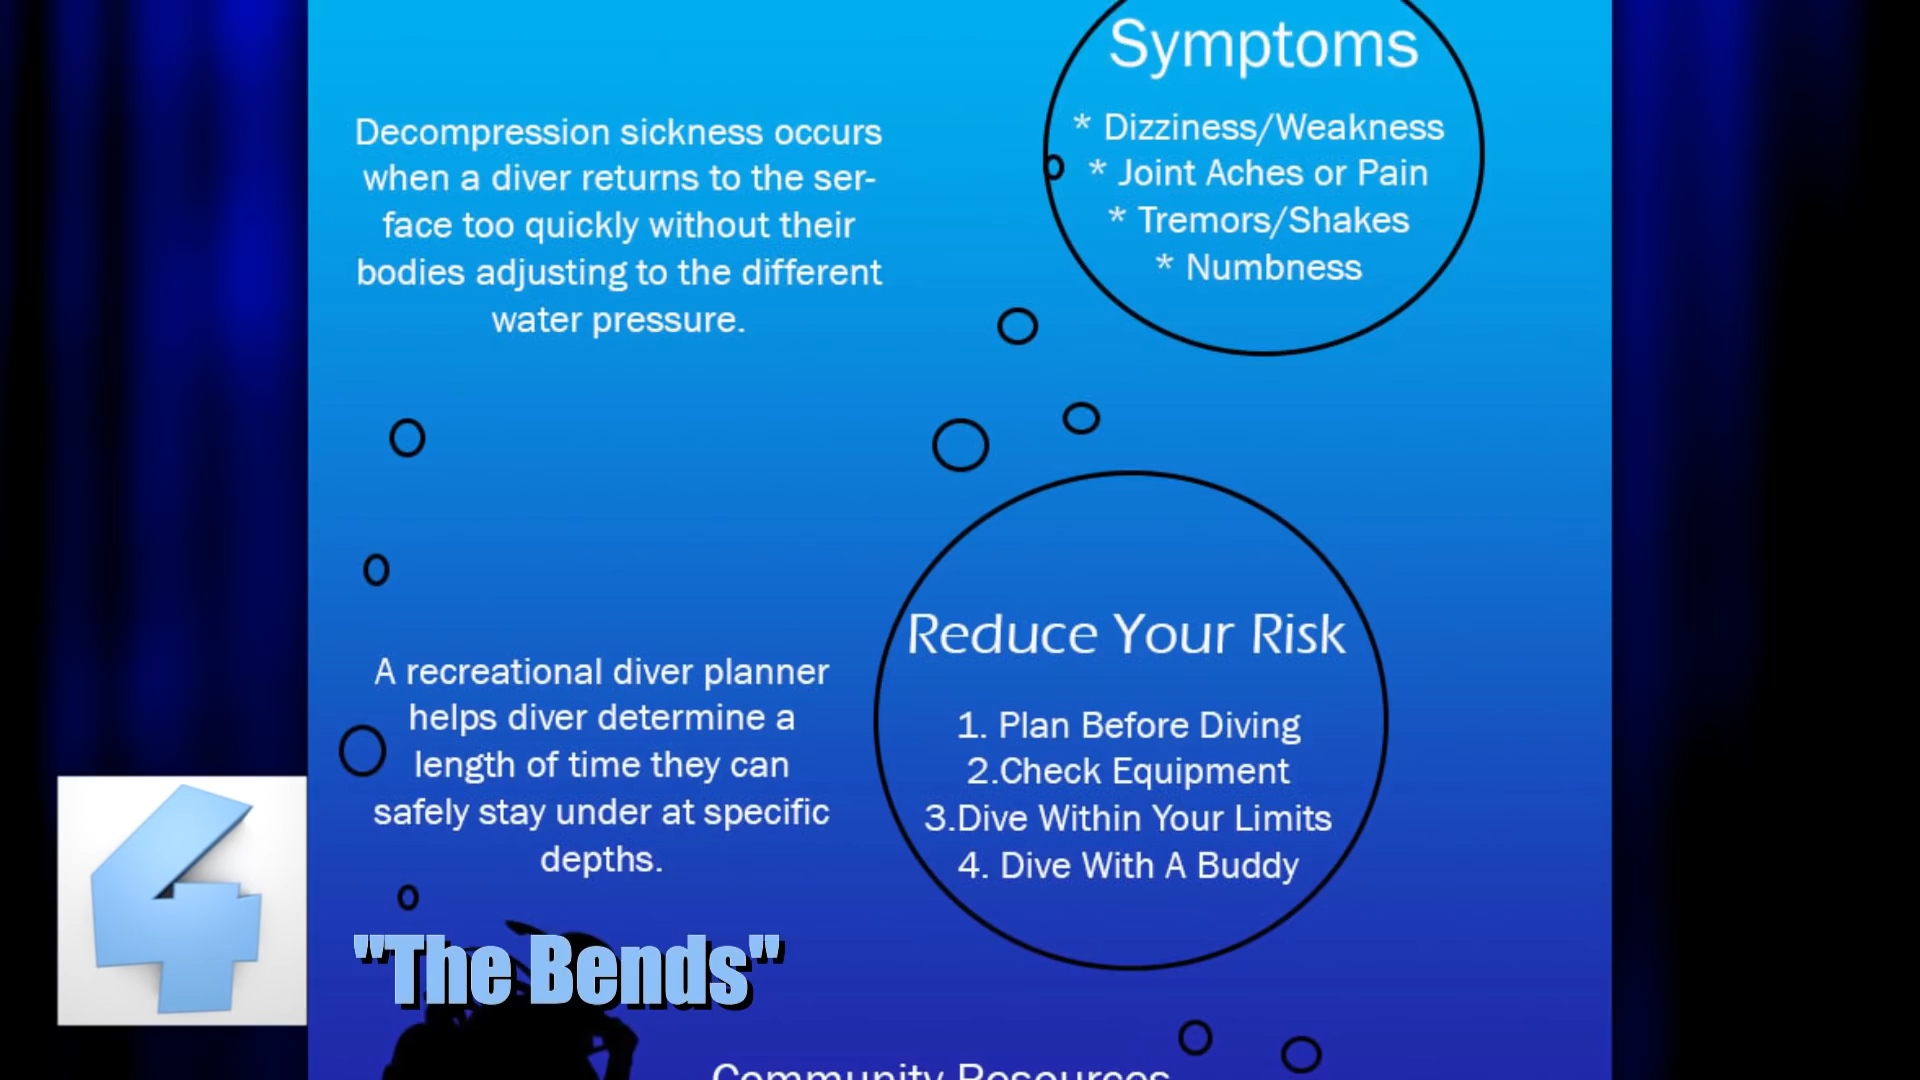 Symptoms
* Dizziness/Weakness
* Joint Aches or Pain
* Tremors/Shakes
* Numbness
Decompression sickness occurs
when a diver returns to the ser-
face too quickly without their
bodies adjusting to the different
water pressure.
Reduce Your Risk
1. Plan Before Diving
2.Check Equipment
3.Dive Within Your Limits
4. Dive With A Buddy
A recreational diver planner
helps diver determine a
length of time they can
safely stay under at specific
depths.
4
"The Bends"
Community Resources